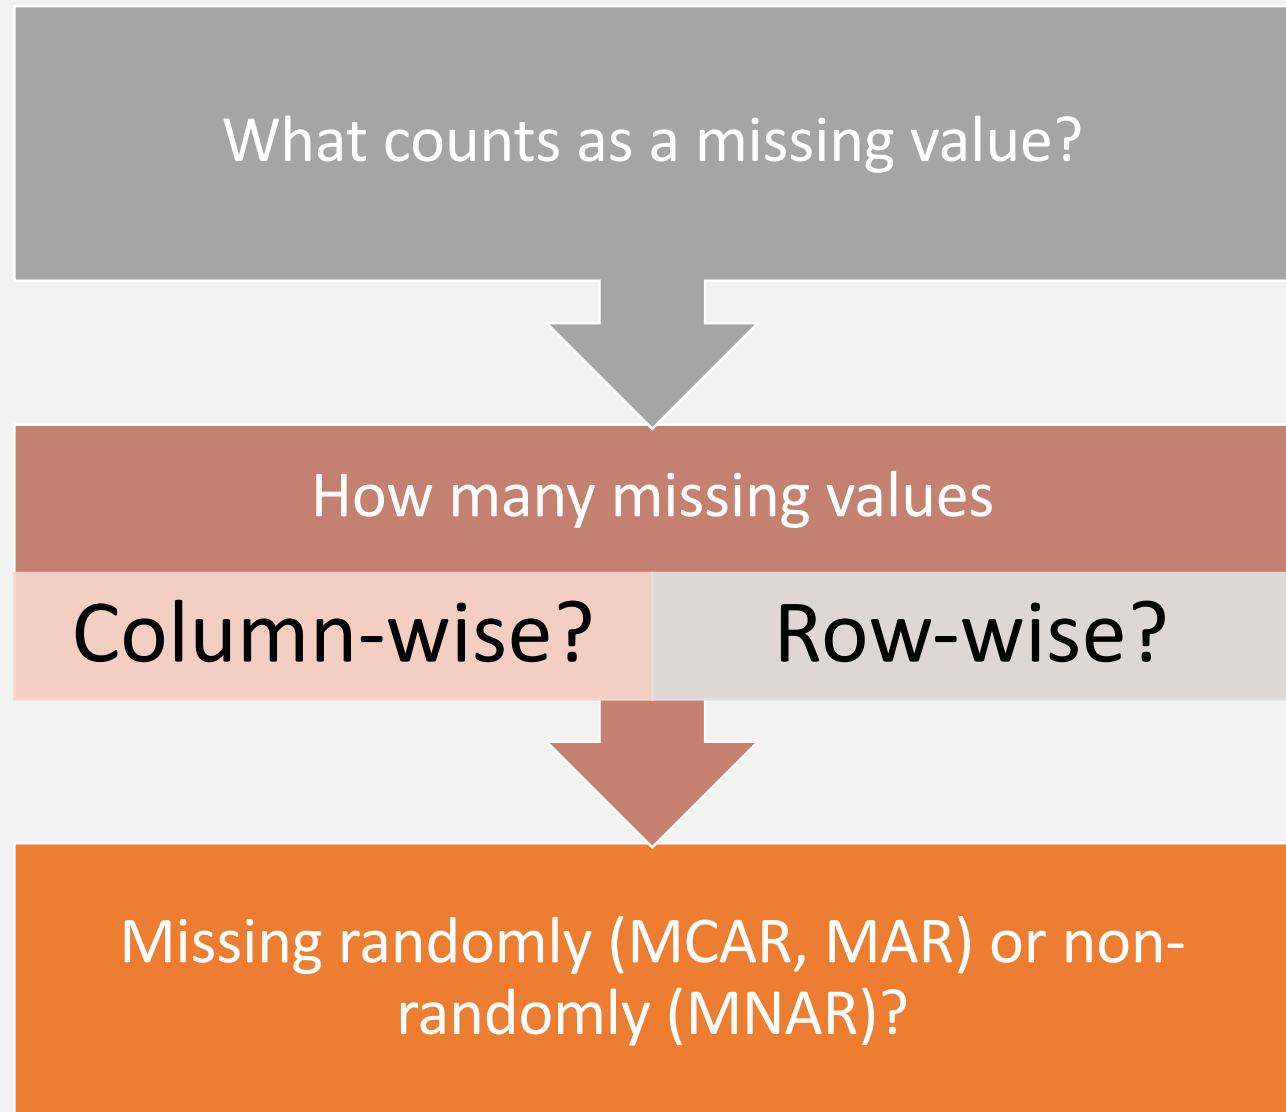 What counts as a missing value?
How many missing values
Column-wise?
Row-wise?
Missing randomly (MCAR, MAR) or non-
randomly (MNAR)?